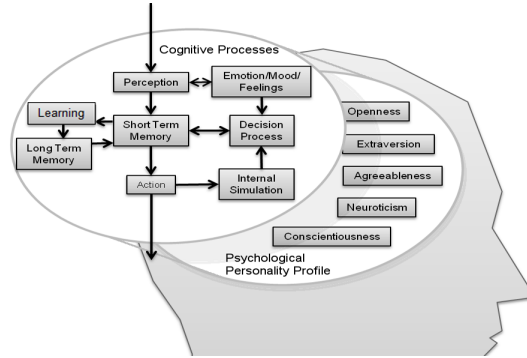 Cognitive Processes
Perception
Emotion/Mood/
Feelings
Learning
Short Term
Memory
Decision
Process
Long Term
Memory
Action
Internal
Simulation
Openness
Extraversion
Agreeableness
Neuroticism
Conscientiousness
Psychological
Personality Profile